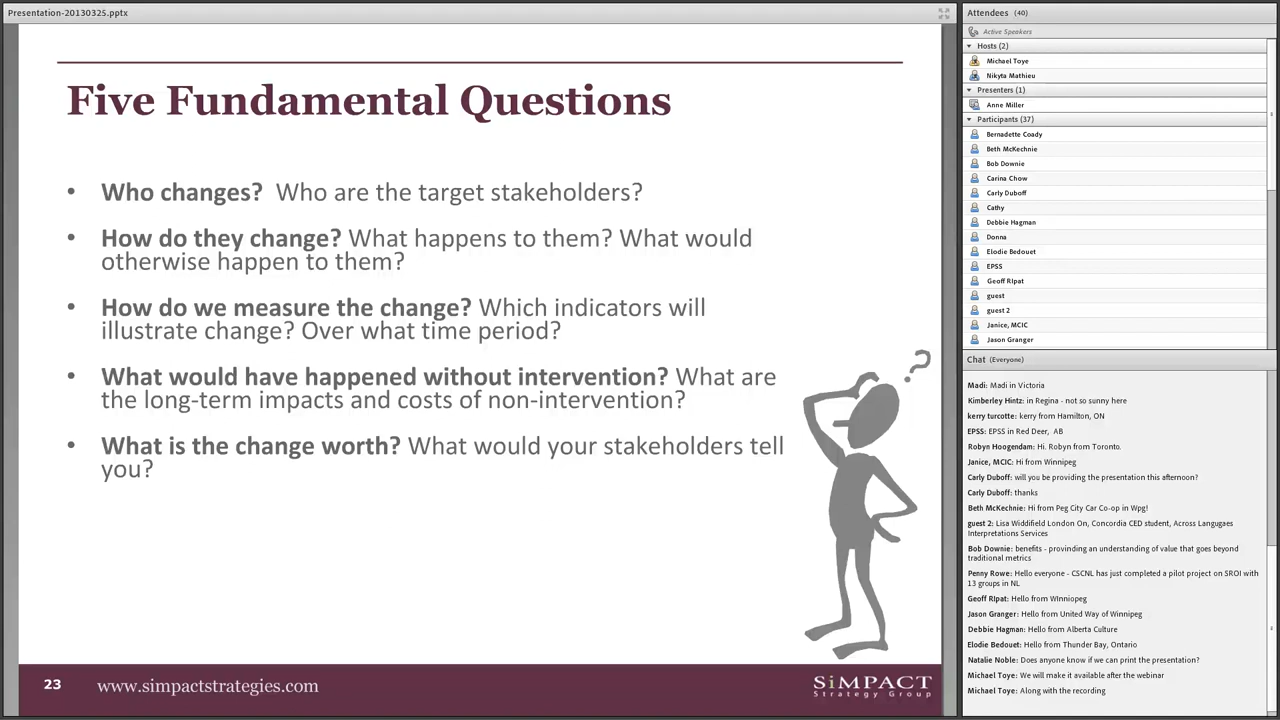 Presentation-20130325.pptx
Five Fundamental Questions
• Who changes? Who are the target stakeholders?
• How do they change? What happens to them? What would
otherwise happen to them?
• How do we measure the change? Which indicators will
illustrate change? Over what time period?
• What would have happened without intervention? What are
the long-term impacts and costs of non-intervention?
• What is the change worth? What would your stakeholders tell
you?
?
23
www.simpactstrategies.com
SiMPACT
Strategy Group
Attendees (40)
Active Speakers
Hosts (2)
Michael Toye
Nikyta Mathieu
Presenters (1)
Anne Miller
Participants (37)
Bernadette Coady
Beth McKechnie
Bob Downie
Carina Chow
Carly Duboff
Cathy
Debbie Hagman
Donna
Elodie Bedouet
EPSS
Geoff RIpat
guest
guest 2
Janice, MCIC
Jason Granger
Chat (Everyone)
Madi: Madi in Victoria
Kimberley Hintz: in Regina - not so sunny here
kerry turcotte: kerry from Hamilton, ON
EPSS: EPSS in Red Deer, AB
Robyn Hoogendam: Hi. Robyn from Toronto.
Janice, MCIC: Hi from Winnipeg
Carly Duboff: will you be providing the presentation this afternoon?
Carly Duboff: thanks
Beth McKechnie: Hi from Peg City Car Co-op in Wpg!
guest 2: Lisa Widdifield London On, Concordia CED student, Across Langugaes
Interpretations Services
Bob Downie: benefits - provinding an understanding of value that goes beyond
traditional metrics
Penny Rowe: Hello everyone - CSCNL has just completed a pilot project on SROI with
13 groups in NL
Geoff RIpat: Hello from WInniopeg
Jason Granger: Hello from United Way of Winnipeg
Debbie Hagman: Hello from Alberta Culture
Elodie Bedouet: Hello from Thunder Bay, Ontario
Natalie Noble: Does anyone know if we can print the presentation?
Michael Toye: We will make it available after the webinar
Michael Toye: Along with the recording